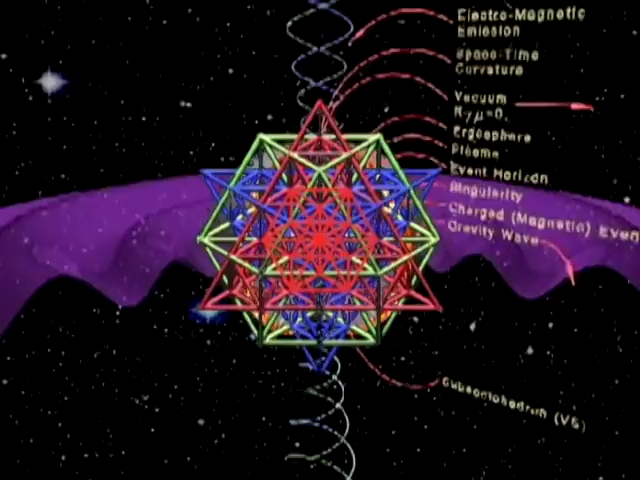 Electro-Magnetic
Emission
Space-Time
Curvature
Vacuum
Rγμ=0.
Ergosphere
Plasma
Event Horizon
Singularity
Charged (Magnetic) Even
Gravity Wave
Cuboctahedron (VE)